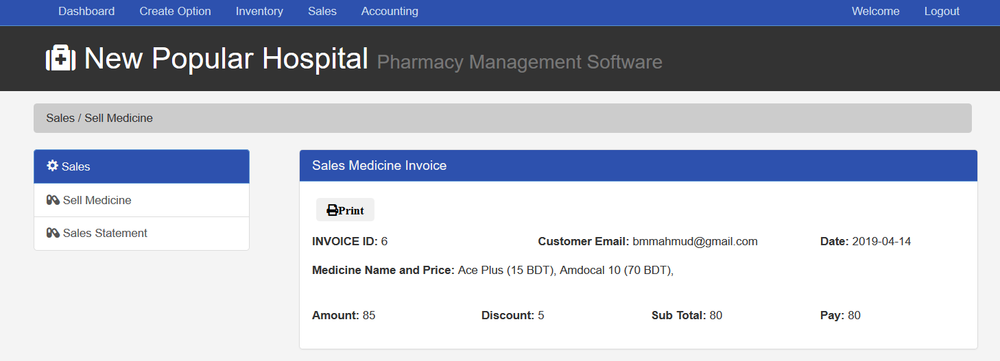 Dashboard Create Option Inventory Sales Accounting Welcome Logout
New Popular Hospital Pharmacy Management Software
Sales / Sell Medicine
Sales
Sell Medicine
Sales Statement
Sales Medicine Invoice
Print
INVOICE ID: 6 Customer Email: bmmahmud@gmail.com Date: 2019-04-14
Medicine Name and Price: Ace Plus (15 BDT), Amdocal 10 (70 BDT),
Amount: 85 Discount: 5 Sub Total: 80 Pay: 80